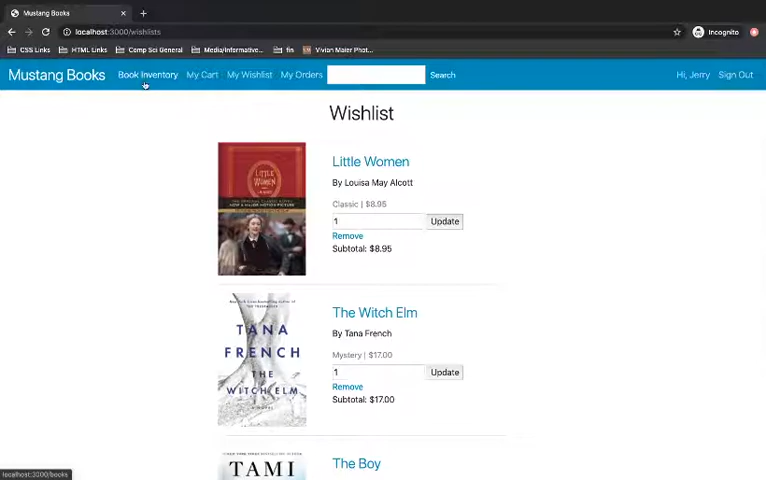 Mustang Books
localhost:3000/wishlists
Incognito
CSS Links HTML Links Comp Sci General Media/Informative... fin Vivian Maier Phot...
Mustang Books Book Inventory My Cart My Wishlist My Orders Search Hi, Jerry Sign Out
Wishlist
LITTLE WOMEN
Little Women
By Louisa May Alcott
Classic | $8.95
1 Update
Remove
Subtotal: $8.95
TANA
FRENCH
THE
WITCH ELM
The Witch Elm
By Tana French
Mystery | $17.00
1 Update
Remove
Subtotal: $17.00
TAMI
The Boy
localhost:3000/books